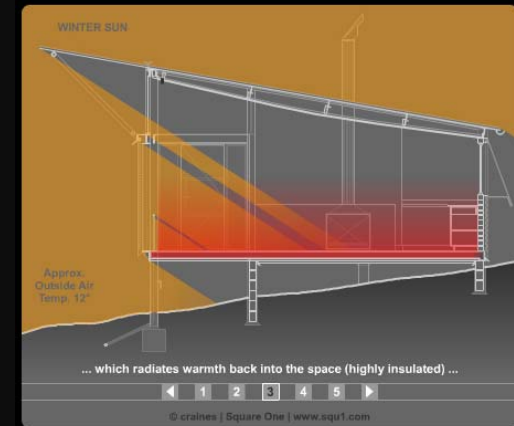 WINTER SUN
Approx.
Outside Air
Temp. 12°
... which radiates warmth back into the space (highly insulated) ...
1 2 3 4 5
© craines | Square One | www.squ1.com